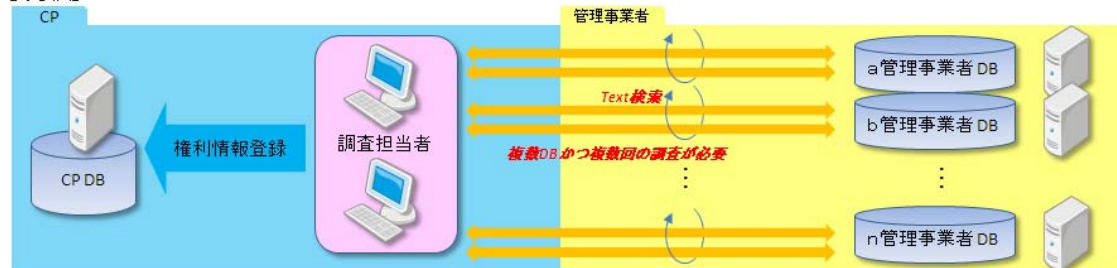 CP
管理事業者
a管理事業者 DB
Text検索
b管理事業者 DB
権利情報登録
調査担当者
複数DBかつ複数回の調査が必要
CP DB
⋮
⋮
n管理事業者 DB